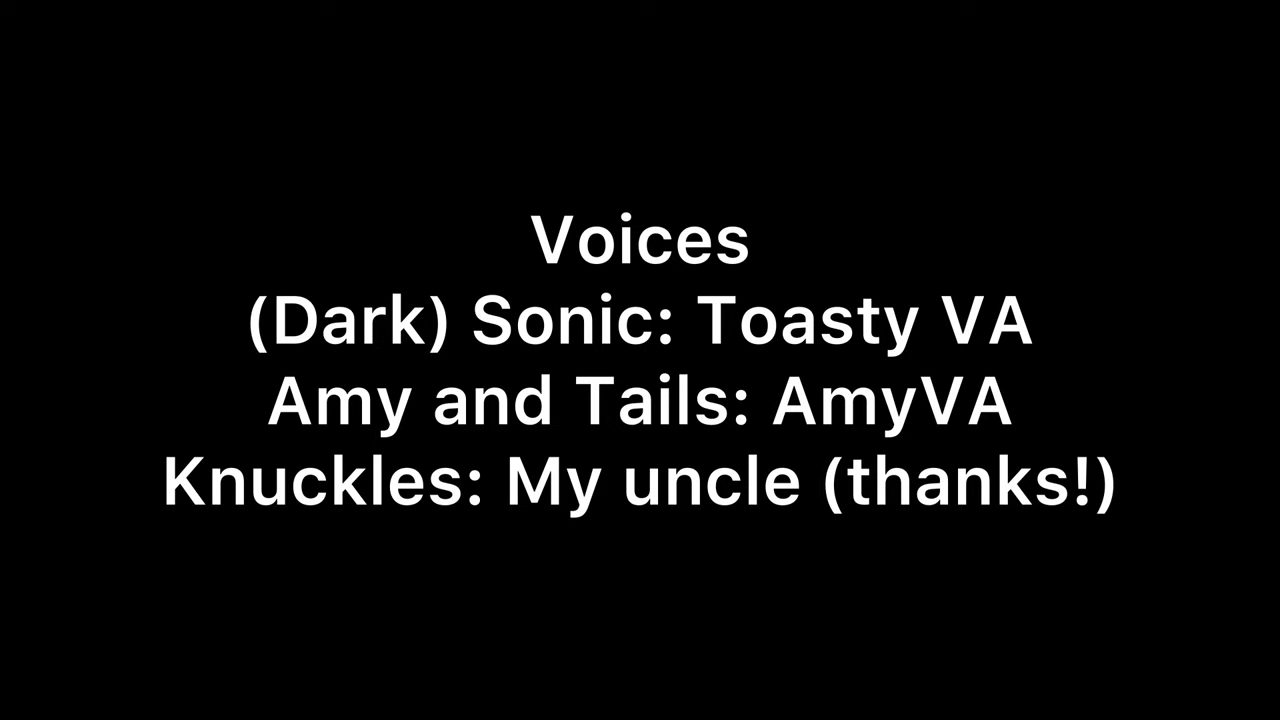 Voices
(Dark) Sonic: Toasty VA
Amy and Tails: AmyVA
Knuckles: My uncle (thanks!)